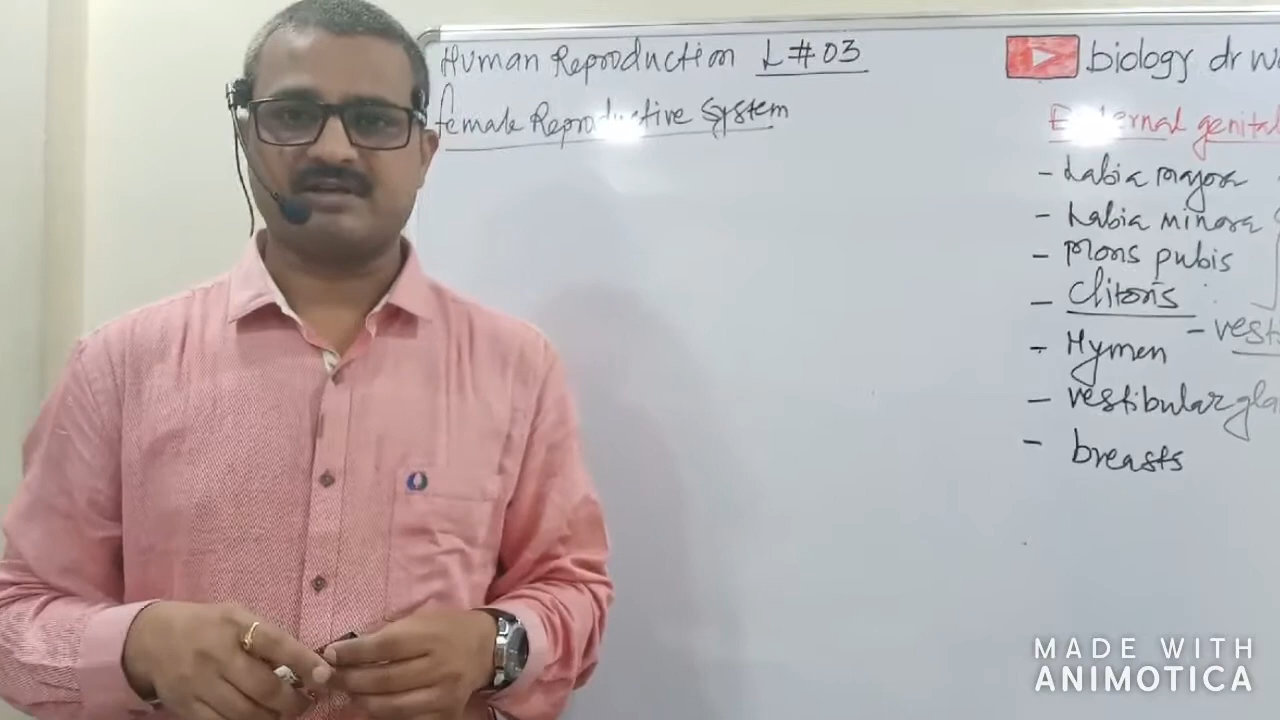 Human Reproduction L#03
female Reproductive System
biology dr
External genital
- Labia majora
- Labia minora
- Mons pubis
- Clitoris
- vest
- Hymen
- vestibular gla
- breasts
MADE WITH
ANIMOTICA